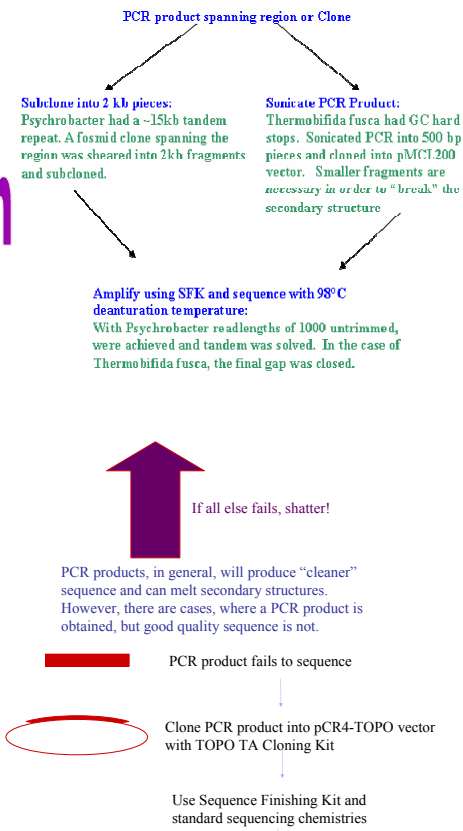 PCR product spanning region or Clone
Subclone into 2 kb pieces:
Psychrobacter had a ~15kb tandem
repeat. A fosmid clone spanning the
region was sheared into 2kb fragments
and subcloned.
Sonicate PCR Product:
Thermobifida fusca had GC hard
stops. Sonicated PCR into 500 bp
pieces and cloned into pMCL200
vector. Smaller fragments are
necessary in order to “break” the
secondary structure
Amplify using SFK and sequence with 98°C
deanturation temperature:
With Psychrobacter readlengths of 1000 untrimmed,
were achieved and tandem was solved. In the case of
Thermobifida fusca, the final gap was closed.
If all else fails, shatter!
PCR products, in general, will produce “cleaner”
sequence and can melt secondary structures.
However, there are cases, where a PCR product is
obtained, but good quality sequence is not.
PCR product fails to sequence
Clone PCR product into pCR4-TOPO vector
with TOPO TA Cloning Kit
Use Sequence Finishing Kit and
standard sequencing chemistries